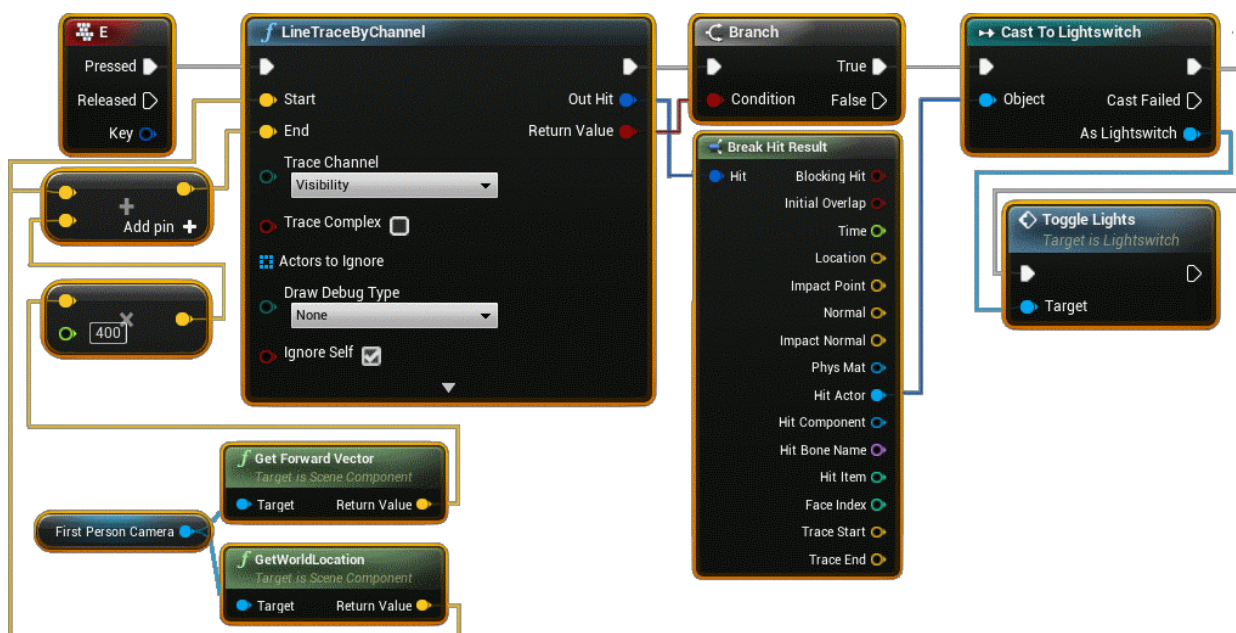 E
Pressed
Released
Key
Add pin
400
LineTraceByChannel
Start
Out Hit
End
Return Value
Trace Channel
Visibility
Trace Complex
Actors to Ignore
Draw Debug Type
None
Ignore Self
Branch
True
Condition
False
Break Hit Result
Hit
Blocking Hit
Initial Overlap
Time
Location
Impact Point
Normal
Impact Normal
Phys Mat
Hit Actor
Hit Component
Hit Bone Name
Hit Item
Face Index
Trace Start
Trace End
Cast To Lightswitch
Object
Cast Failed
As Lightswitch
Toggle Lights
Target is Lightswitch
Target
First Person Camera
Get Forward Vector
Target is Scene Component
Target
Return Value
GetWorldLocation
Target is Scene Component
Target
Return Value